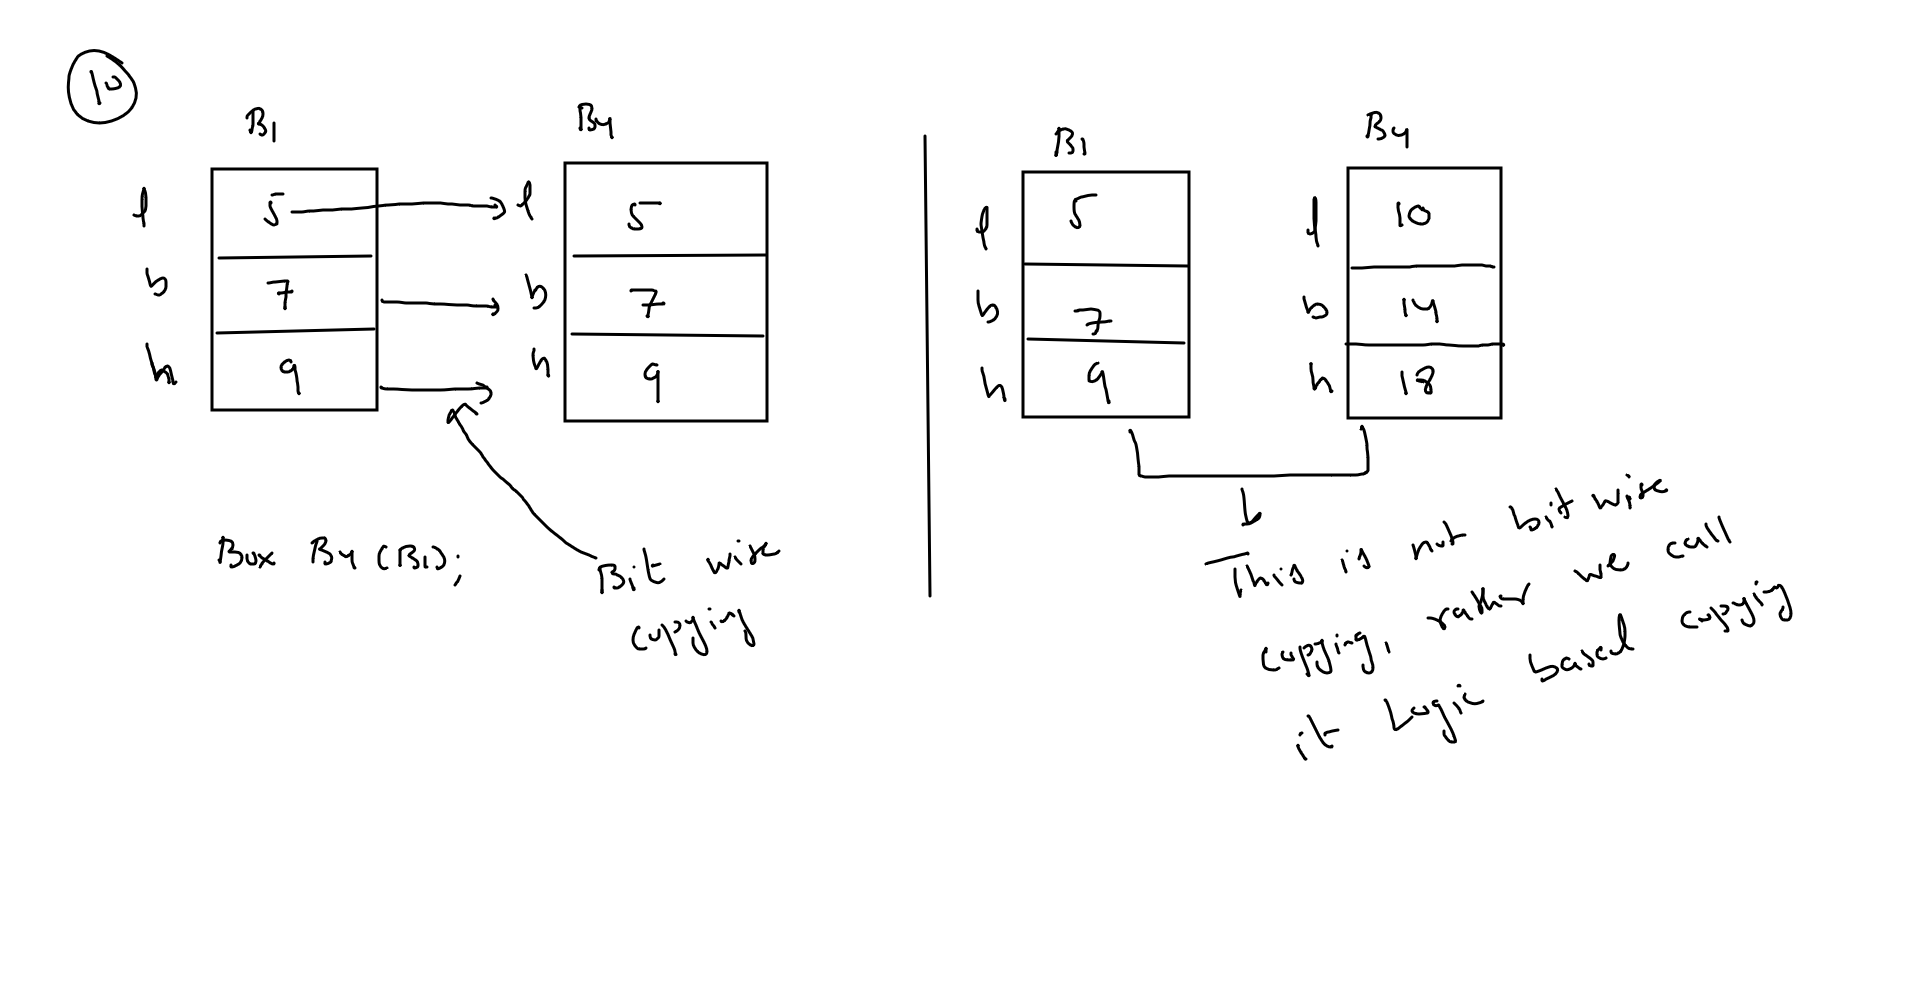 10
B1 B4
l 5 l 5
b 7 b 7
h 9 h 9
Box B4 (B1);
Bit wise
copying
B1 B4
l 5 l 10
b 7 b 14
h 9 h 18
This is not bit wise
copying, rather we call
it Logic based copying